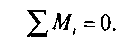 ∑ M_i = 0.